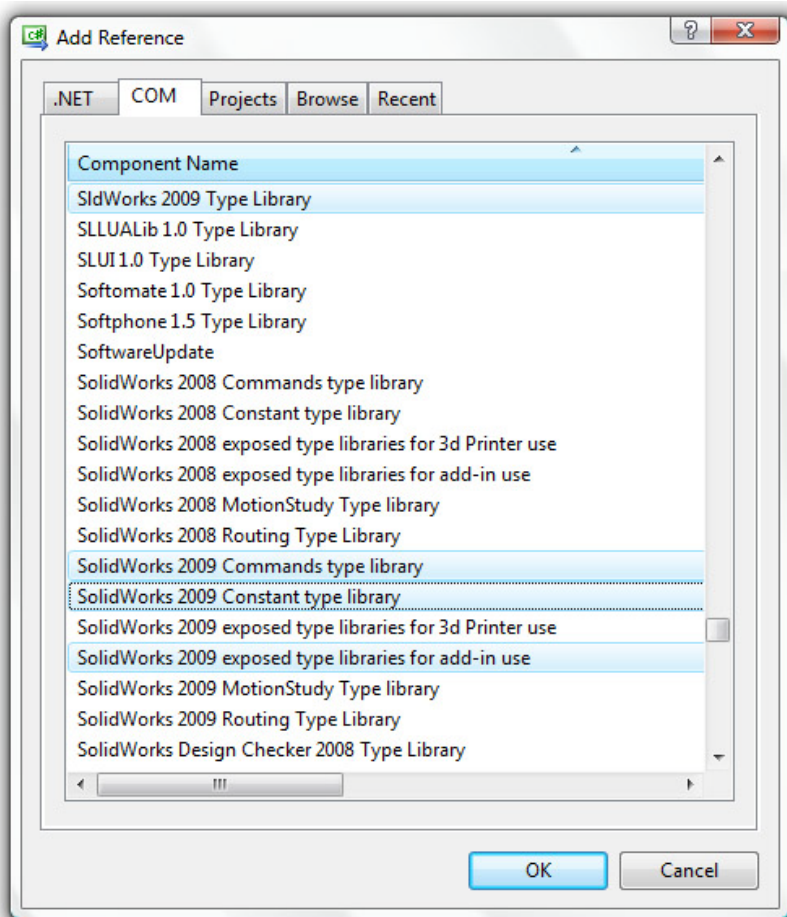 Add Reference
.NET COM Projects Browse Recent
Component Name
SldWorks 2009 Type Library
SLLUALib 1.0 Type Library
SLUI 1.0 Type Library
Softomate 1.0 Type Library
Softphone 1.5 Type Library
SoftwareUpdate
SolidWorks 2008 Commands type library
SolidWorks 2008 Constant type library
SolidWorks 2008 exposed type libraries for 3d Printer use
SolidWorks 2008 exposed type libraries for add-in use
SolidWorks 2008 MotionStudy Type library
SolidWorks 2008 Routing Type Library
SolidWorks 2009 Commands type library
SolidWorks 2009 Constant type library
SolidWorks 2009 exposed type libraries for 3d Printer use
SolidWorks 2009 exposed type libraries for add-in use
SolidWorks 2009 MotionStudy Type library
SolidWorks 2009 Routing Type Library
SolidWorks Design Checker 2008 Type Library
OK Cancel